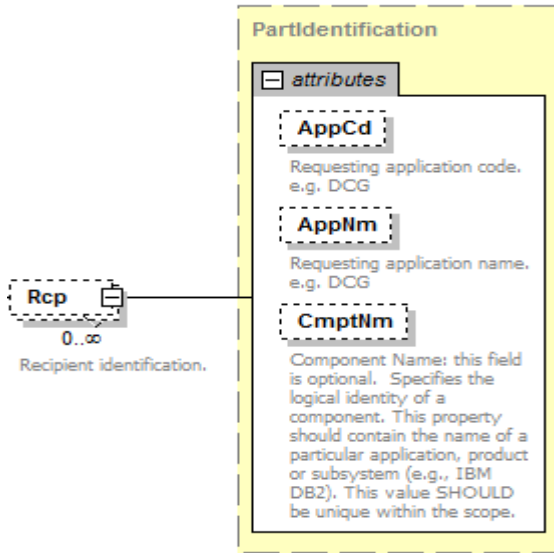 PartIdentification
attributes
AppCd
Requesting application code.
e.g. DCG
AppNm
Requesting application name.
e.g. DCG
Rcp
0..∞
Recipient identification.
CmptNm
Component Name: this field
is optional.  Specifies the
logical identity of a
component. This property
should contain the name of a
particular application, product
or subsystem (e.g., IBM
DB2). This value SHOULD
be unique within the scope.